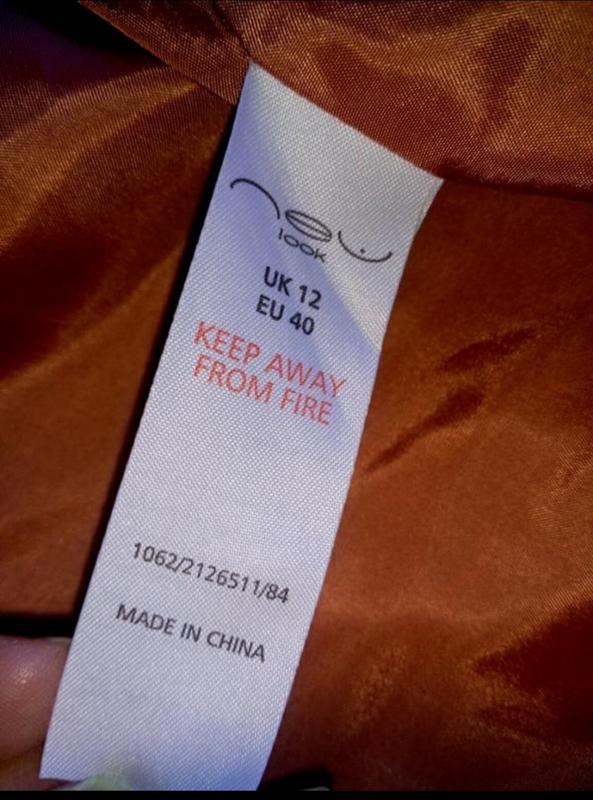 new
look
UK 12
EU 40
KEEP AWAY
FROM FIRE
1062/2126511/84
MADE IN CHINA